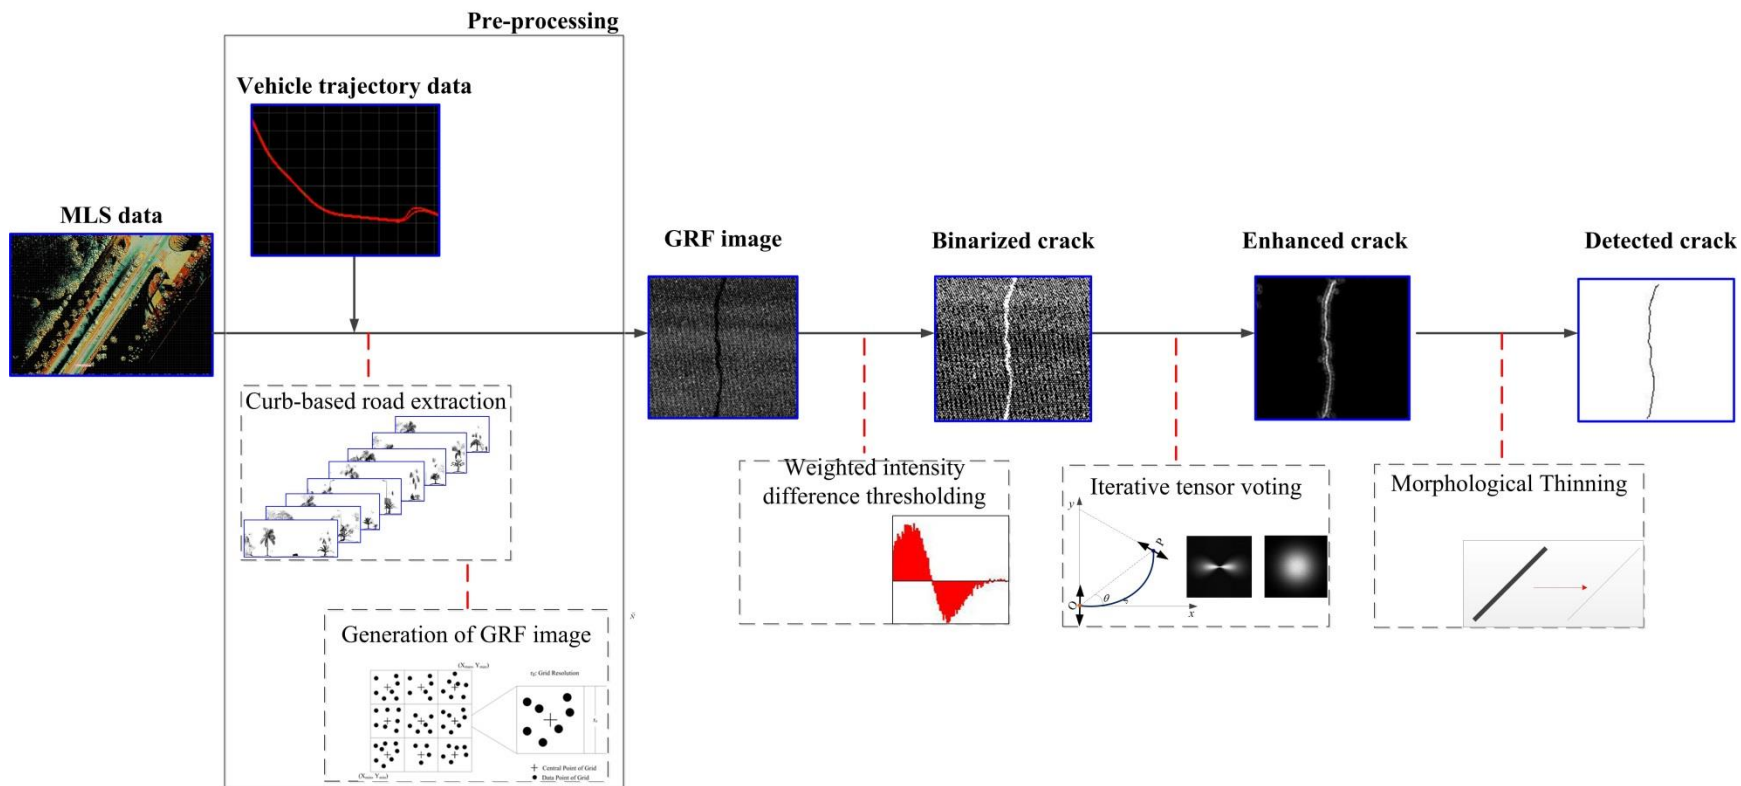 Pre-processing
Vehicle trajectory data
MLS data
GRF image
Binarized crack
Enhanced crack
Detected crack
Curb-based road extraction
Weighted intensity
difference thresholding
Iterative tensor voting
y
P
O
θ
x
Morphological Thinning
Generation of GRF image
Grid Resolution
Central Point of Grid
Data Point of Grid